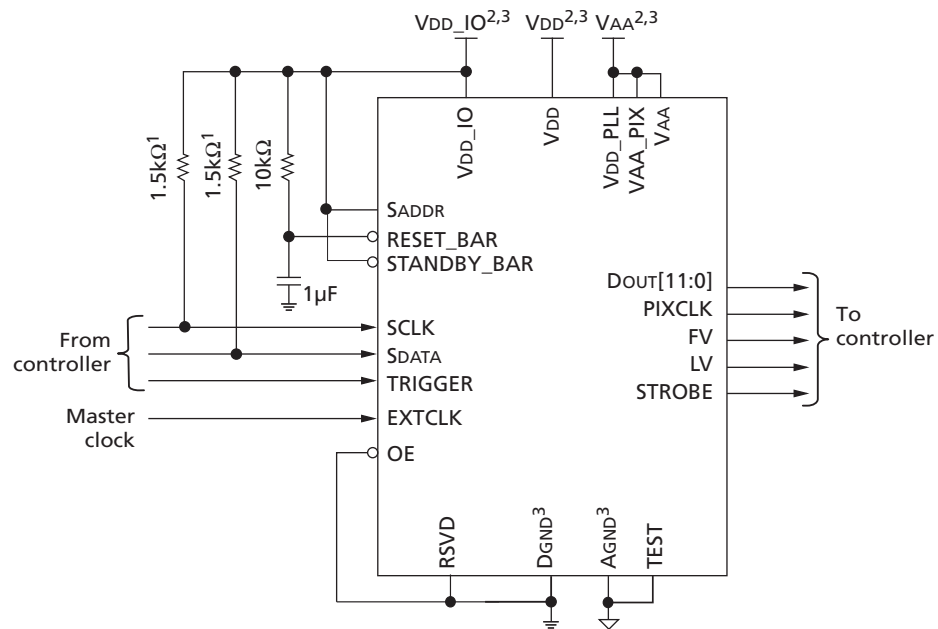 VDD_IO2,3 VDD2,3 VAA2,3
1.5kΩ1
1.5kΩ1
10kΩ
VDD_IO
VDD
VDD_PLL
VAA_PIX
VAA
SADDR
RESET_BAR
STANDBY_BAR
1µF
From
controller
SCLK
SDATA
TRIGGER
Master
clock
EXTCLK
OE
DOUT[11:0]
PIXCLK
FV
LV
STROBE
To
controller
RSVD
DGND3
AGND3
TEST